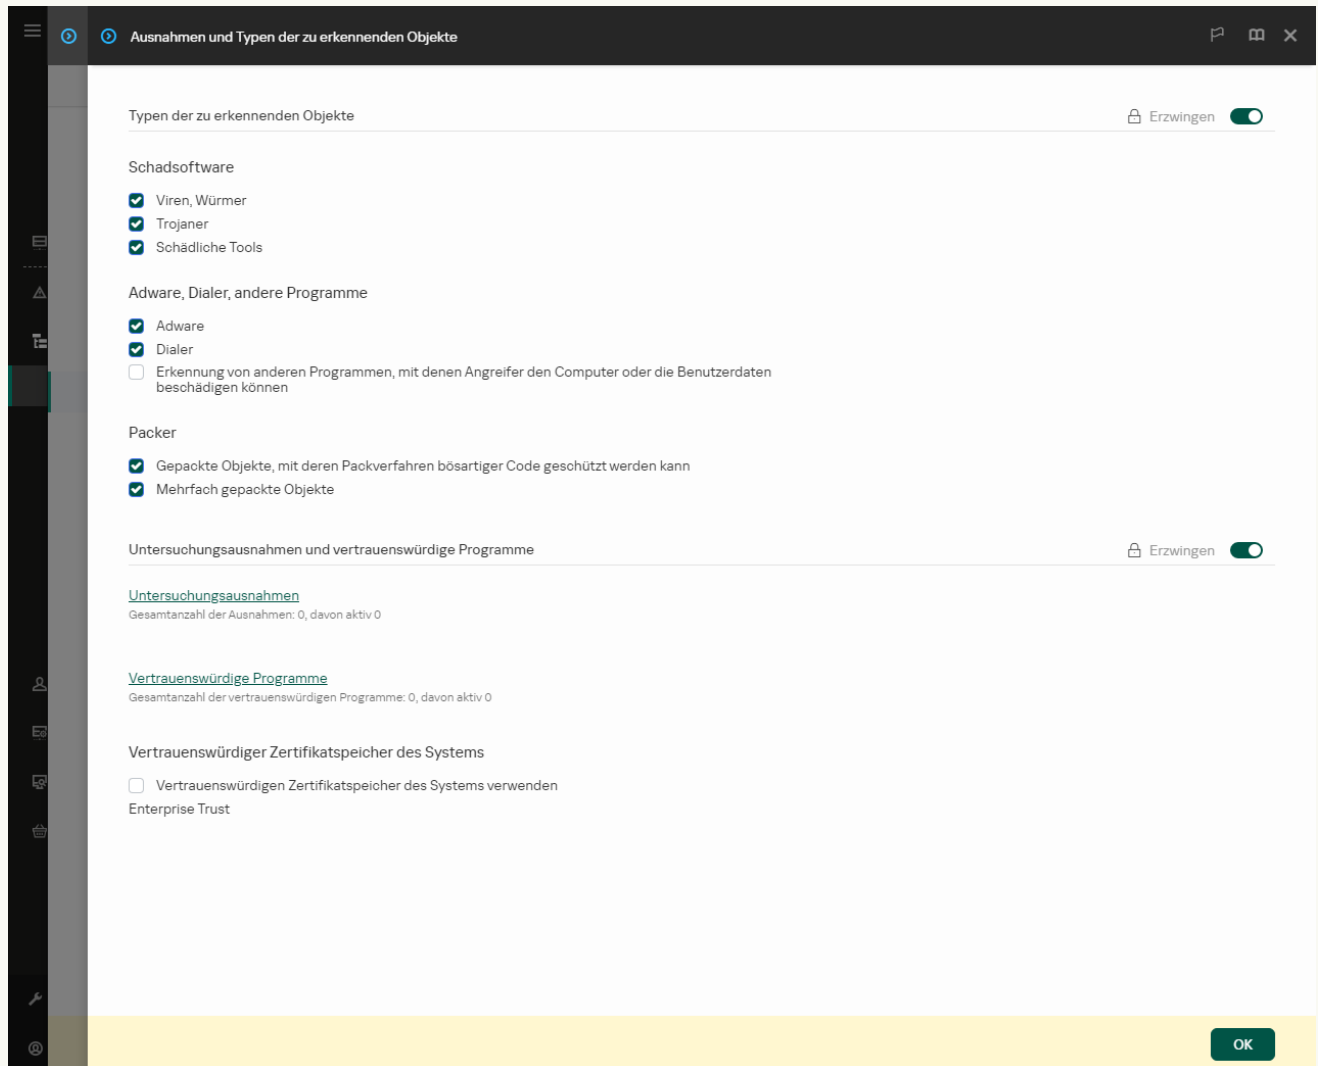 Ausnahmen und Typen der zu erkennenden Objekte
Typen der zu erkennenden Objekte
Erzwingen
Schadsoftware
Viren, Würmer
Trojaner
Schädliche Tools
Adware, Dialer, andere Programme
Adware
Dialer
Erkennung von anderen Programmen, mit denen Angreifer den Computer oder die Benutzerdaten
beschädigen können
Packer
Gepackte Objekte, mit deren Packverfahren bösartiger Code geschützt werden kann
Mehrfach gepackte Objekte
Untersuchungsausnahmen und vertrauenswürdige Programme
Erzwingen
Untersuchungsausnahmen
Gesamtanzahl der Ausnahmen: 0, davon aktiv 0
Vertrauenswürdige Programme
Gesamtanzahl der vertrauenswürdigen Programme: 0, davon aktiv 0
Vertrauenswürdiger Zertifikatspeicher des Systems
Vertrauenswürdigen Zertifikatspeicher des Systems verwenden
Enterprise Trust
OK